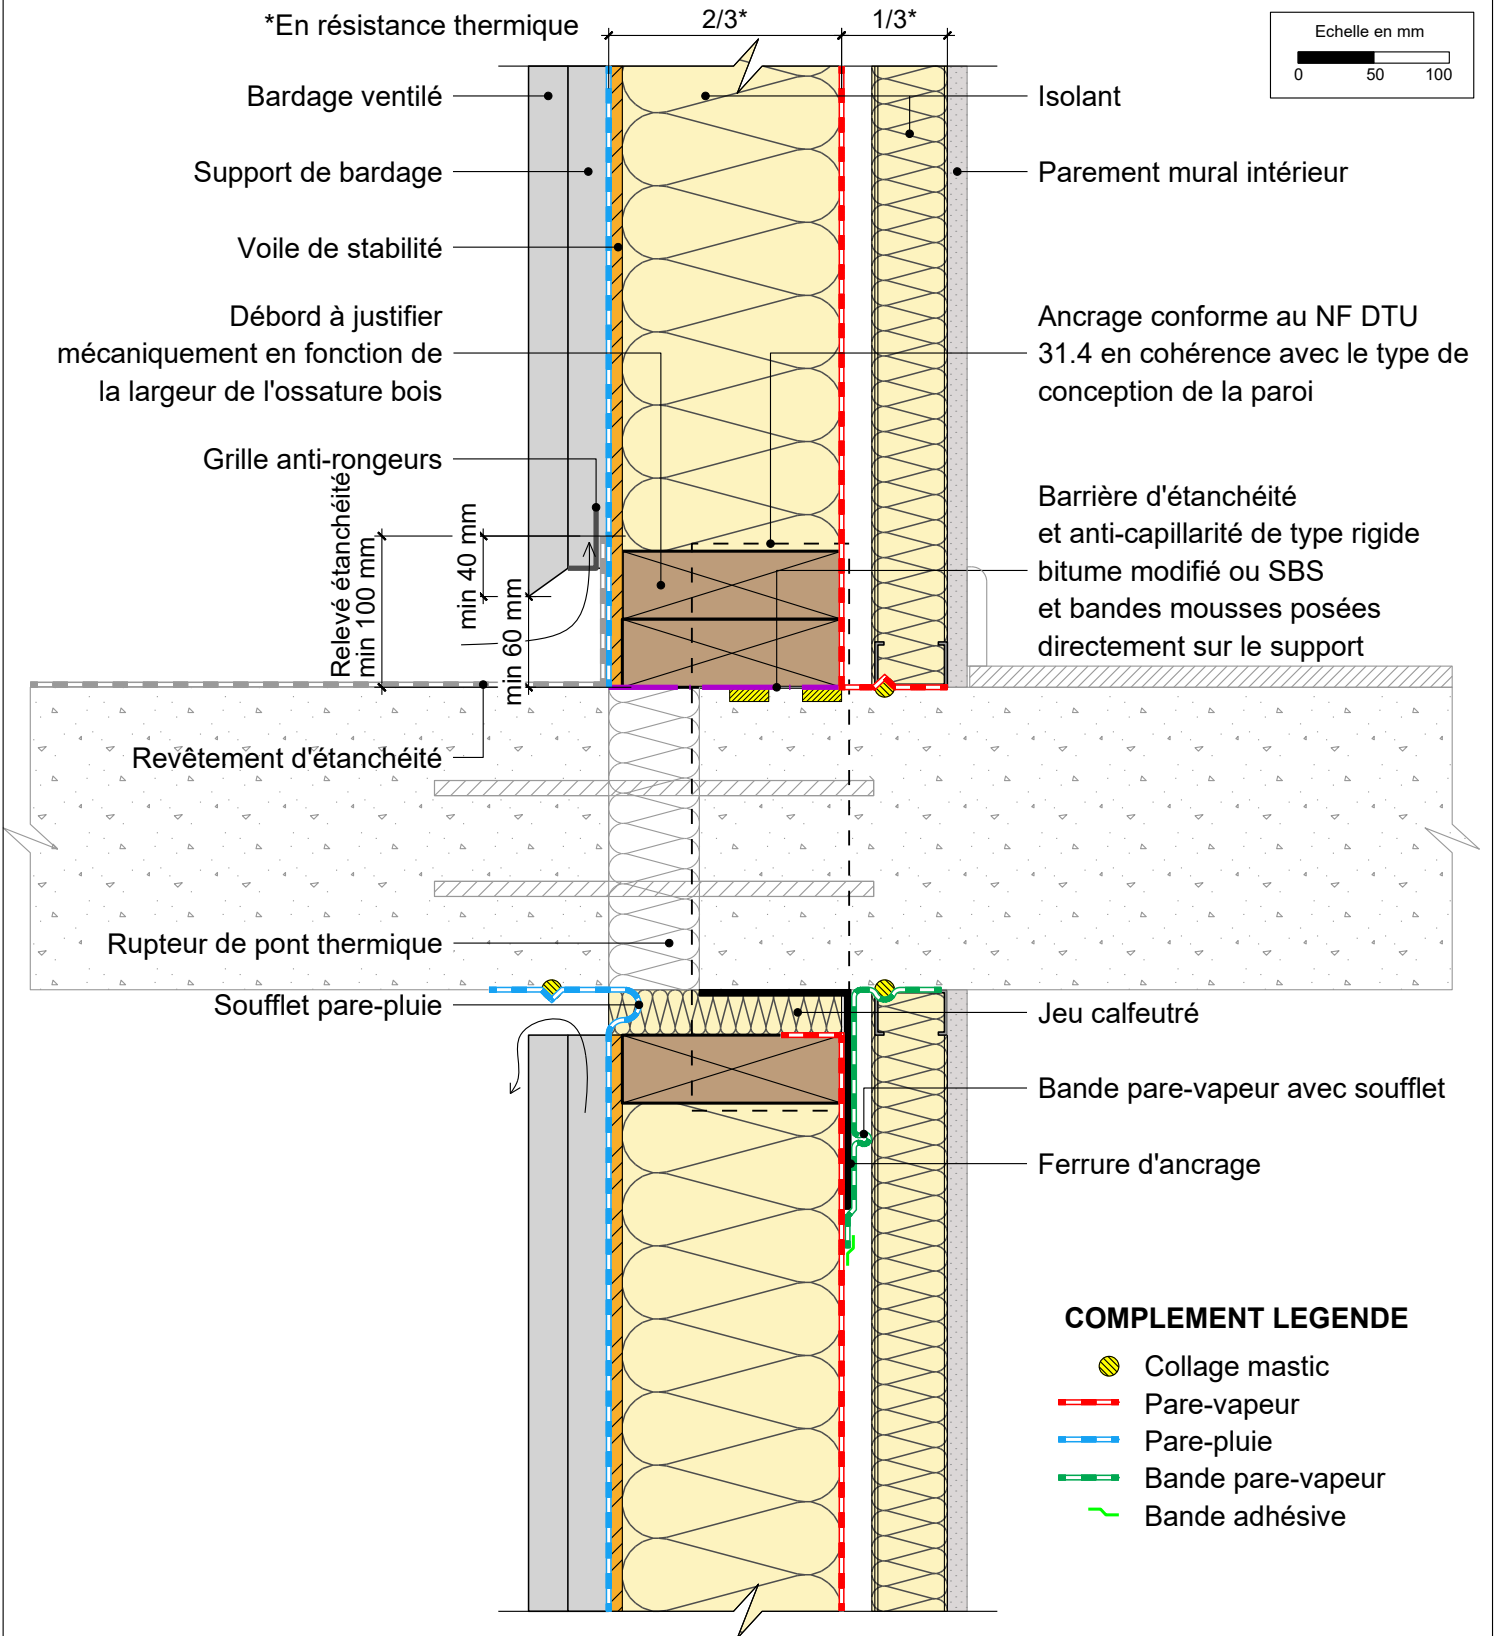 *En résistance thermique
2/3*
1/3*
Echelle en mm
0 50 100
Bardage ventilé
Support de bardage
Voile de stabilité
Débord à justifier
mécaniquement en fonction de
la largeur de l'ossature bois
Grille anti-rongeurs
Relevé étanchéité
min 100 mm
min 40 mm
min 60 mm
Revêtement d'étanchéité
Rupteur de pont thermique
Soufflet pare-pluie
Isolant
Parement mural intérieur
Ancrage conforme au NF DTU
31.4 en cohérence avec le type de
conception de la paroi
Barrière d'étanchéité
et anti-capillarité de type rigide
bitume modifié ou SBS
et bandes mousses posées
directement sur le support
Jeu calfeutré
Bande pare-vapeur avec soufflet
Ferrure d'ancrage
COMPLEMENT LEGENDE
Collage mastic
Pare-vapeur
Pare-pluie
Bande pare-vapeur
Bande adhésive